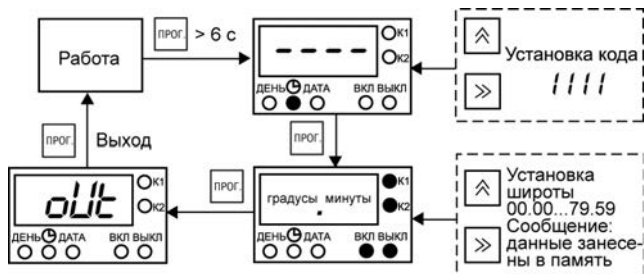 Работа
ПРОГ. > 6 с
- - - -
К1
К2
ДЕНЬ ДАТА ВКЛ ВЫКЛ
Установка кода
1111
ПРОГ.
ПРОГ. Выход
oUt
К1
К2
ДЕНЬ ДАТА ВКЛ ВЫКЛ
ПРОГ.
градусы минуты
.
К1
К2
ДЕНЬ ДАТА ВКЛ ВЫКЛ
Установка
широты
00.00...79.59
Сообщение:
данные занесе-
ны в память